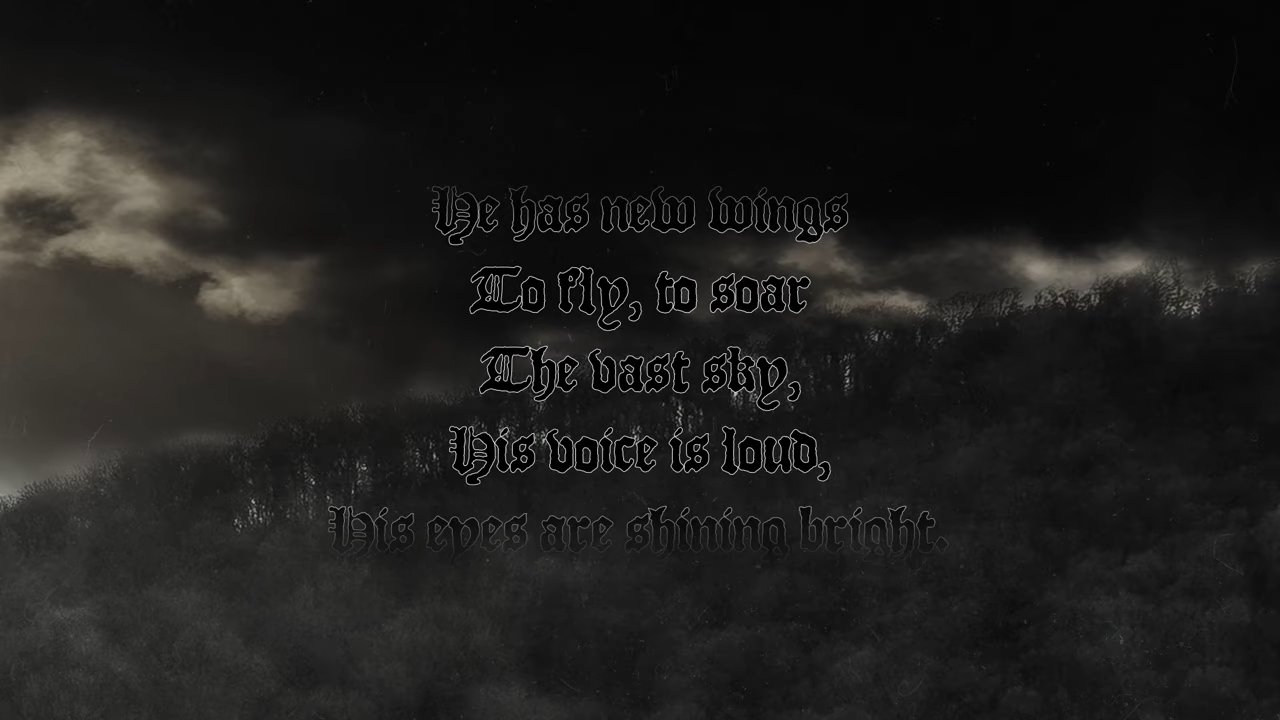 He has new wings
To fly, to soar
The vast sky,
His voice is loud,
His eyes are shining bright.